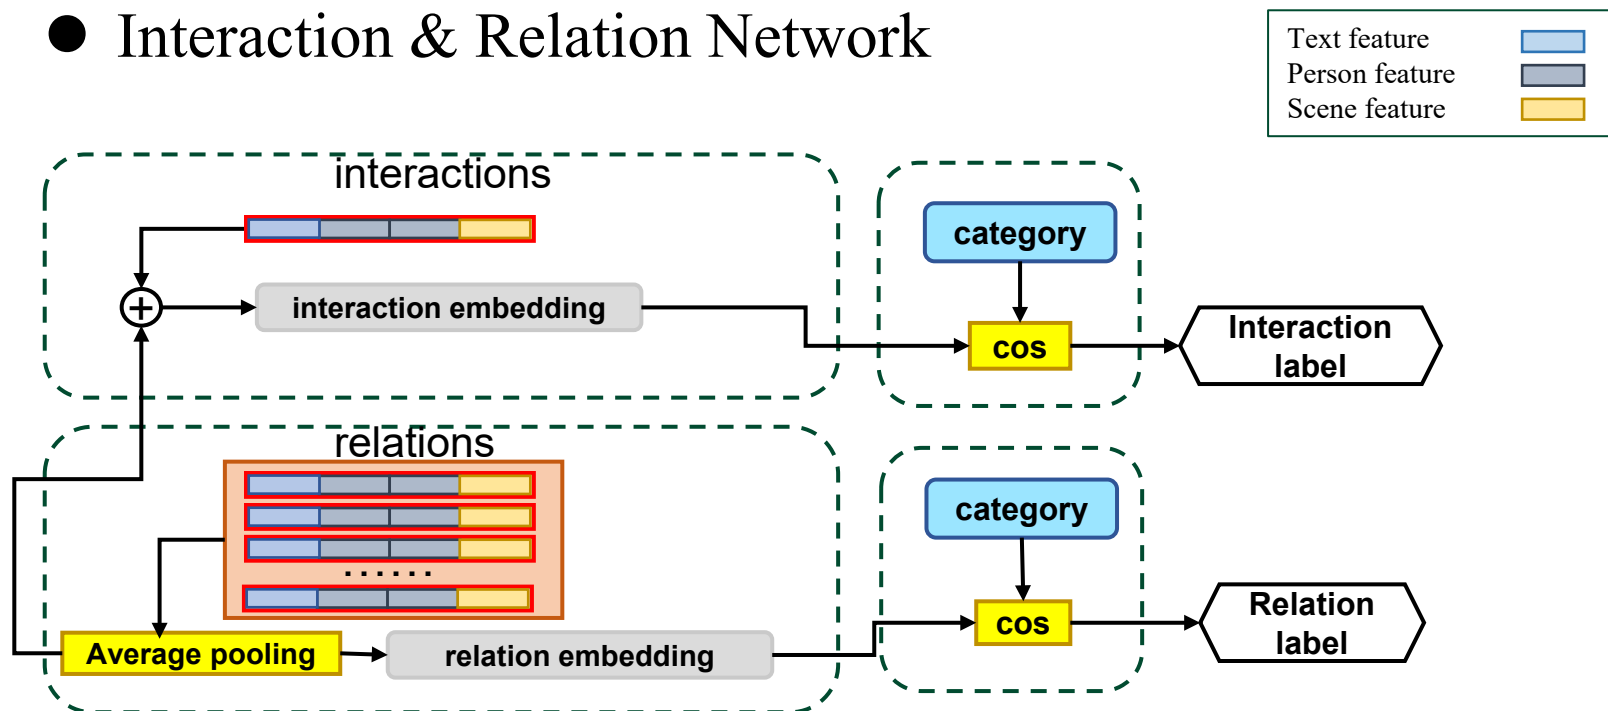 ● Interaction & Relation Network
Text feature
Person feature
Scene feature
interactions
category
interaction embedding
cos
Interaction
label
relations
category
......
cos
Relation
label
Average pooling
relation embedding